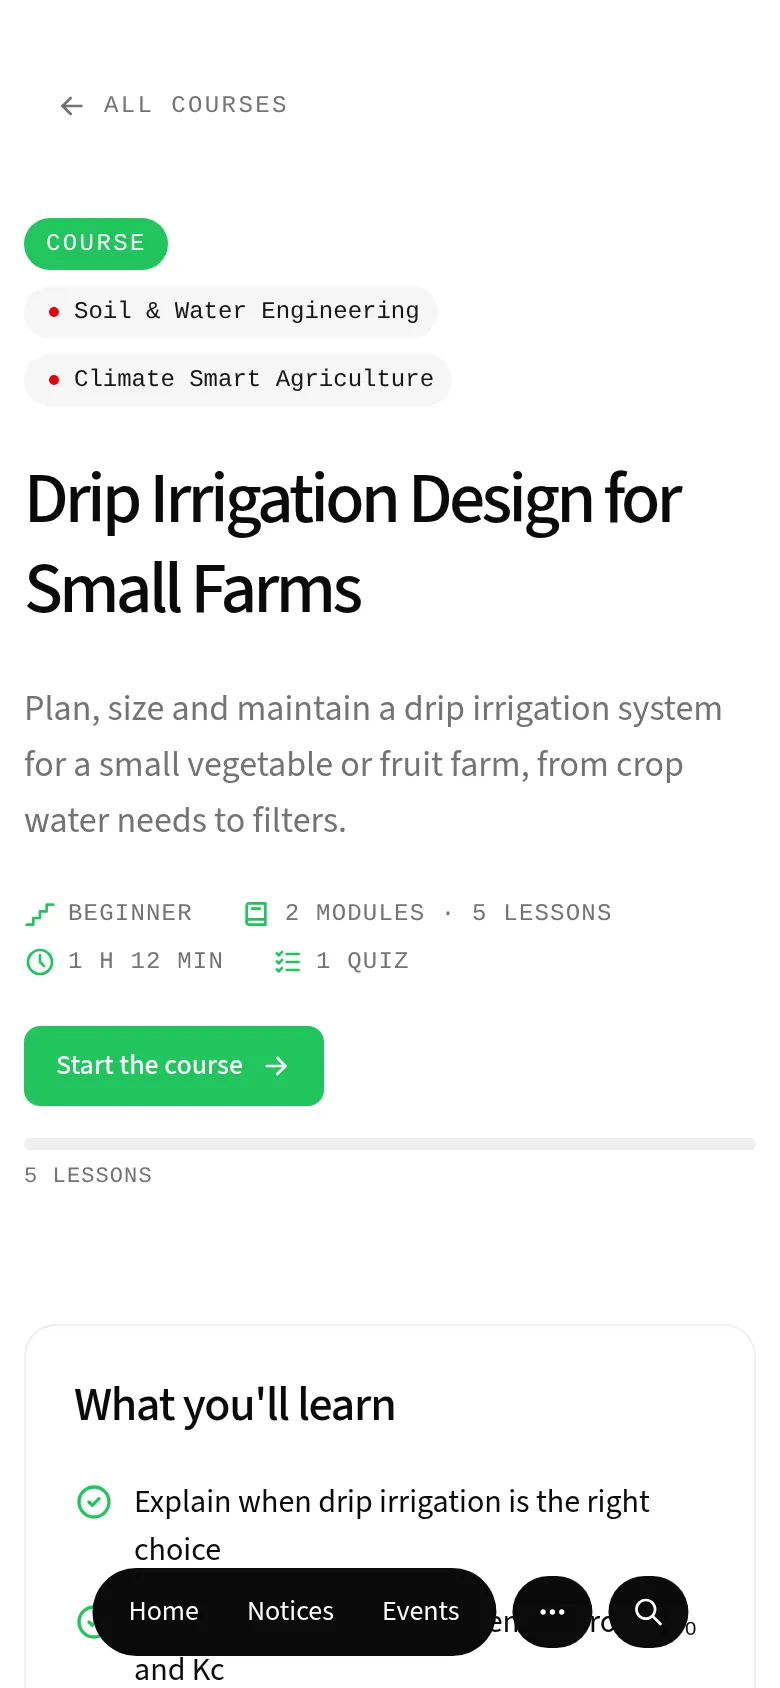 ALL COURSES
COURSE
Soil & Water Engineering
Climate Smart Agriculture
Drip Irrigation Design for
Small Farms
Plan, size and maintain a drip irrigation system
for a small vegetable or fruit farm, from crop
water needs to filters.
BEGINNER 2 MODULES · 5 LESSONS
1 H 12 MIN 1 QUIZ
Start the course
5 LESSONS
What you'll learn
Explain when drip irrigation is the right
choice
Home Notices Events
and Kc